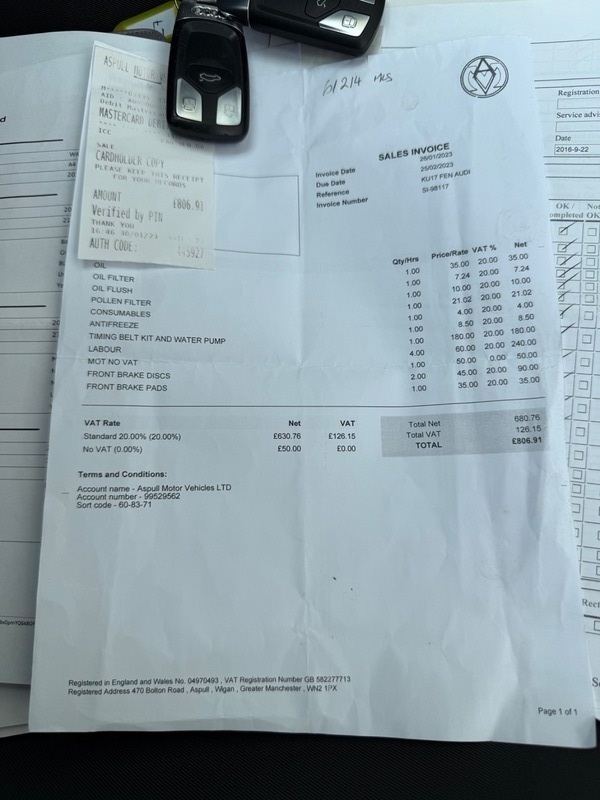 61214 MLS
ASPULL MOTOR
AID
Debit
MASTERCARD DEBIT
ICC
SALE
CARDHOLDER COPY
PLEASE KEEP THIS RECEIPT
FOR YOUR RECORDS
AMOUNT £806.91
Verified by PIN
THANK YOU
16:46
AUTH CODE:
SALES INVOICE
Invoice Date 26/01/2023
Due Date 25/02/2023
Reference KU17 FEN AUDI
Invoice Number SI-98117
Qty/Hrs Price/Rate VAT % Net
OIL 1.00 35.00 20.00 35.00
OIL FILTER 1.00 7.24 20.00 7.24
OIL FLUSH 1.00 10.00 20.00 10.00
POLLEN FILTER 1.00 21.02 20.00 21.02
CONSUMABLES 1.00 4.00 20.00 4.00
ANTIFREEZE 1.00 8.50 20.00 8.50
TIMING BELT KIT AND WATER PUMP 1.00 180.00 20.00 180.00
LABOUR 4.00 60.00 20.00 240.00
MOT NO VAT 1.00 50.00 0.00 50.00
FRONT BRAKE DISCS 2.00 45.00 20.00 90.00
FRONT BRAKE PADS 1.00 35.00 20.00 35.00
VAT Rate Net VAT
Standard 20.00% (20.00%) £630.76 £126.15
No VAT (0.00%) £50.00 £0.00
Total Net 680.76
Total VAT 126.15
TOTAL £806.91
Terms and Conditions:
Account name - Aspull Motor Vehicles LTD
Account number - 99529562
Sort code - 60-83-71
Registered in England and Wales No. 04970493 , VAT Registration Number GB 582277713
Registered Address 470 Bolton Road , Aspull , Wigan , Greater Manchester , WN2 1PX
Page 1 of 1
Registration
Service advis
Date
2016-9-22
OK /
Rect